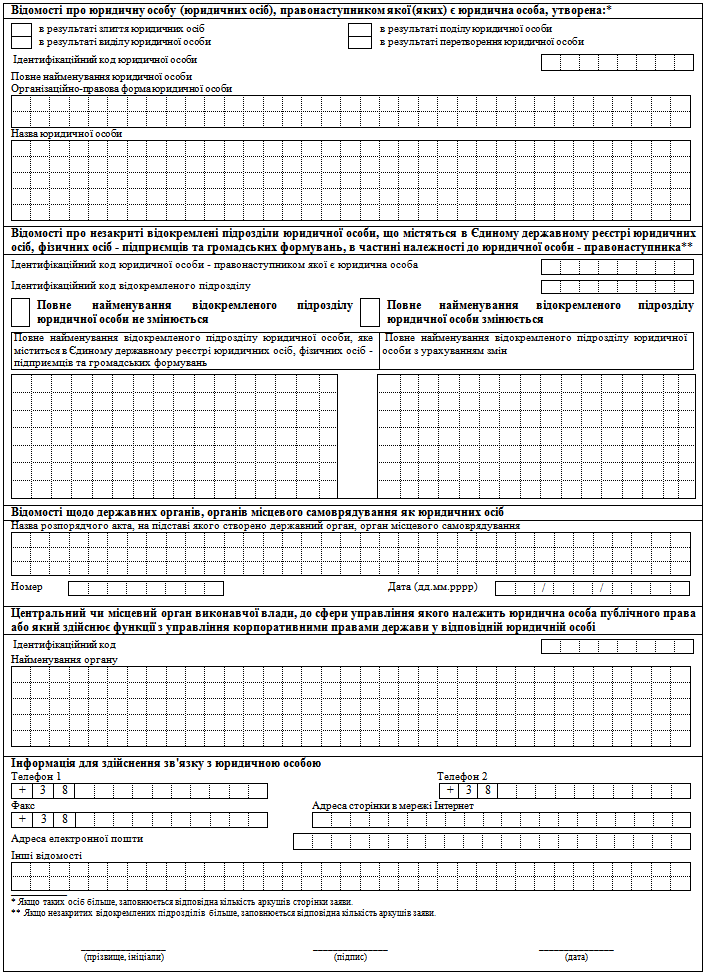 Відомості про юридичну особу (юридичних осіб), правонаступником якої (яких) є юридична особа, утворена:*
в результаті злиття юридичних осіб
в результаті поділу юридичної особи
в результаті виділу юридичної особи
в результаті перетворення юридичної особи
Ідентифікаційний код юридичної особи
Повне найменування юридичної особи
Організаційно-правова форма юридичної особи
Назва юридичної особи
Відомості про незакриті відокремлені підрозділи юридичної особи, що містяться в Єдиному державному реєстрі юридичних
осіб, фізичних осіб - підприємців та громадських формувань, в частині належності до юридичної особи - правонаступника**
Ідентифікаційний код юридичної особи - правонаступником якої є юридична особа
Ідентифікаційний код відокремленого підрозділу
Повне найменування відокремленого підрозділу
юридичної особи не змінюється
Повне найменування відокремленого підрозділу
юридичної особи змінюється
Повне найменування відокремленого підрозділу юридичної особи, яке
міститься в Єдиному державному реєстрі юридичних осіб, фізичних осіб -
підприємців та громадських формувань
Повне найменування відокремленого підрозділу юридичної
особи з урахуванням змін
Відомості щодо державних органів, органів місцевого самоврядування як юридичних осіб
Назва розпорядчого акта, на підставі якого створено державний орган, орган місцевого самоврядування
Номер
Дата (дд.мм.рррр)
/ /
Центральний чи місцевий орган виконавчої влади, до сфери управління якого належить юридична особа публічного права
або який здійснює функції з управління корпоративними правами держави у відповідній юридичній особі
Ідентифікаційний код
Найменування органу
Інформація для здійснення зв'язку з юридичною особою
Телефон 1
Телефон 2
+ 3 8
+ 3 8
Факс
Адреса сторінки в мережі Інтернет
+ 3 8
Адреса електронної пошти
Інші відомості
* Якщо таких осіб більше, заповнюється відповідна кількість аркушів сторінки заяви.
** Якщо незакритих відокремлених підрозділів більше, заповнюється відповідна кількість аркушів заяви.
(прізвище, ініціали)
(підпис)
(дата)